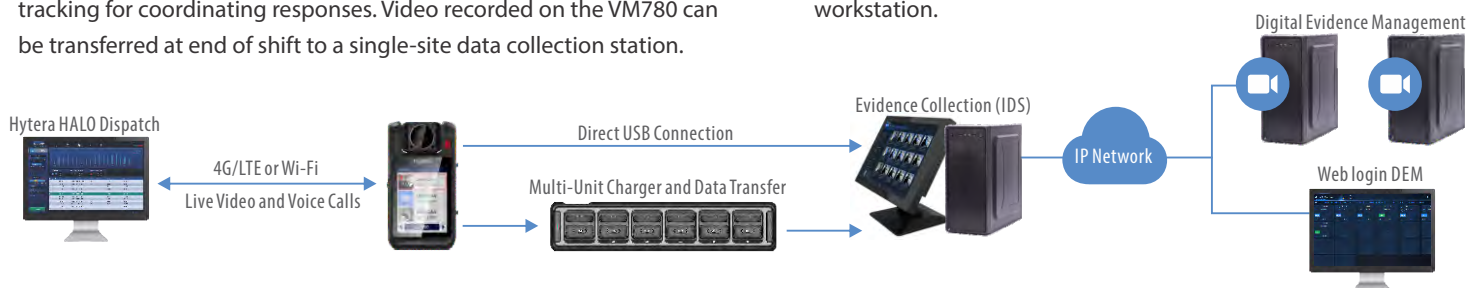 tracking for coordinating responses. Video recorded on the VM780 can
be transferred at end of shift to a single-site data collection station.
workstation.
Digital Evidence Management
Hytera HALO Dispatch
4G/LTE or Wi-Fi
Live Video and Voice Calls
Direct USB Connection
Multi-Unit Charger and Data Transfer
Evidence Collection (IDS)
IP Network
Web login DEM